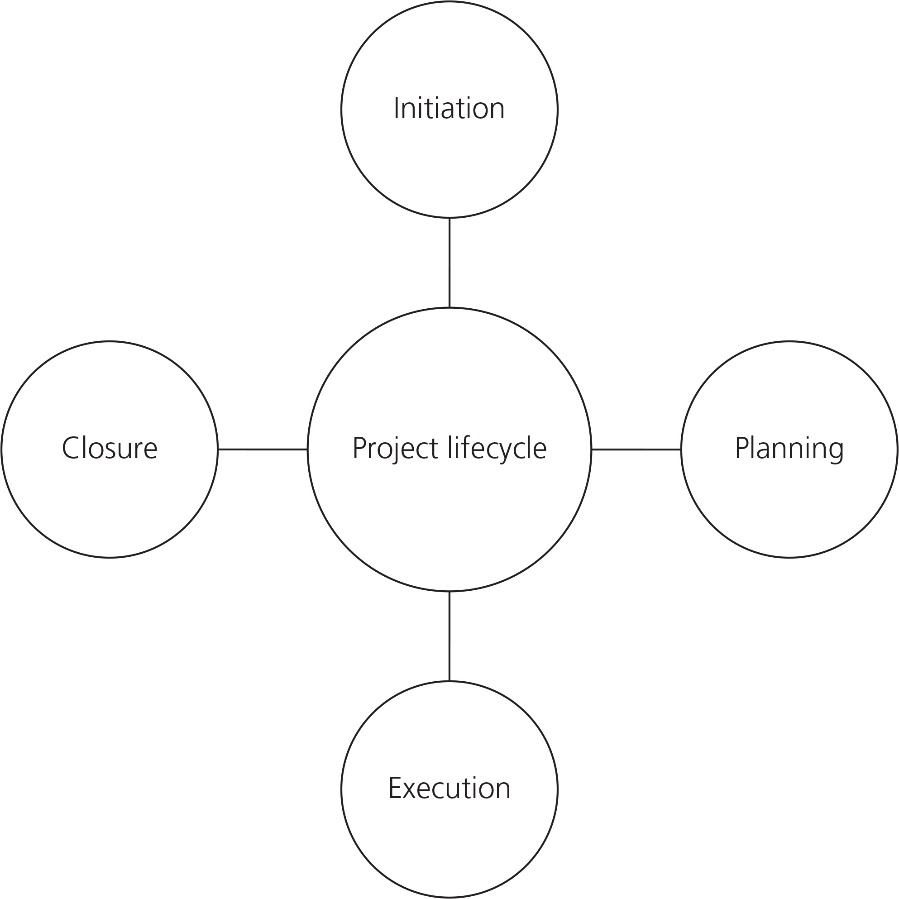 Initiation
Closure
Project lifecycle
Planning
Execution